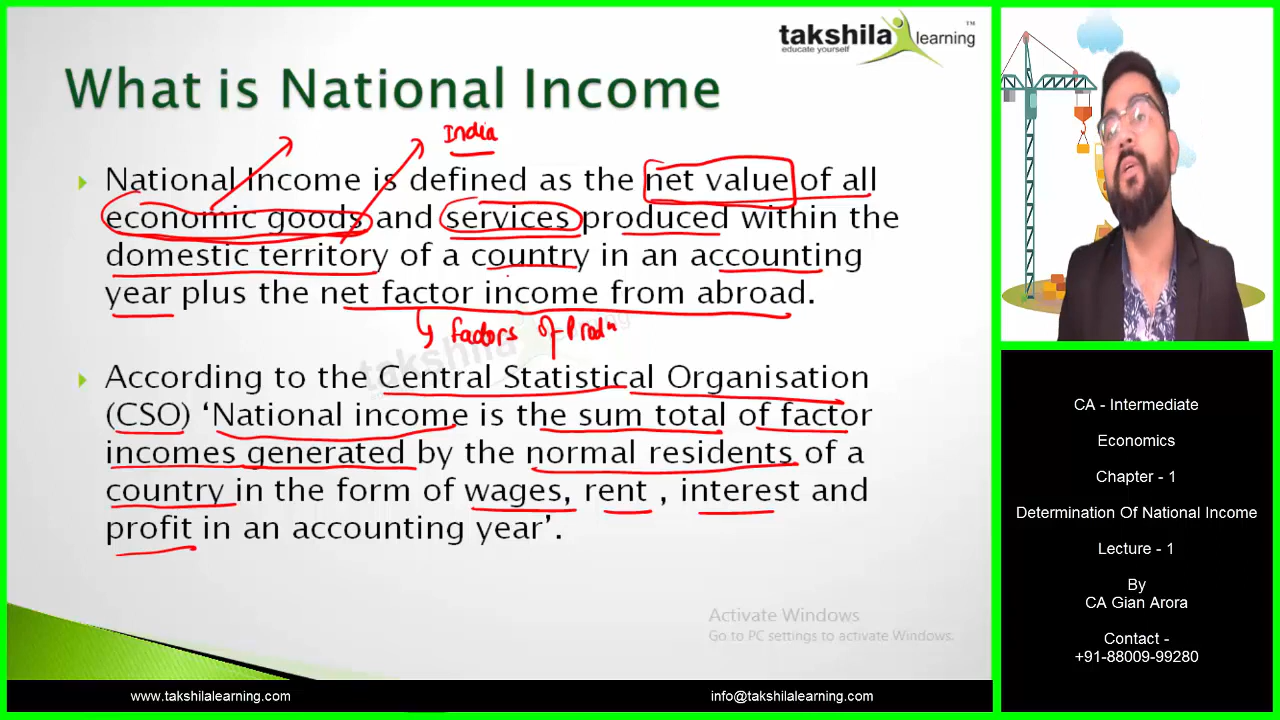 takshila learning
TM
educate yourself
What is National Income
India
National Income is defined as the net value of all
economic goods and services produced within the
domestic territory of a country in an accounting
year plus the net factor income from abroad.
factors of Prodn
takshila
According to the Central Statistical Organisation
(CSO) ‘National income is the sum total of factor
incomes generated by the normal residents of a
country in the form of wages, rent , interest and
profit in an accounting year’.
Activate Windows
Go to PC settings to activate Windows.
www.takshilalearning.com
info@takshilalearning.com
CA - Intermediate
Economics
Chapter - 1
Determination Of National Income
Lecture - 1
By
CA Gian Arora
Contact -
+91-88009-99280